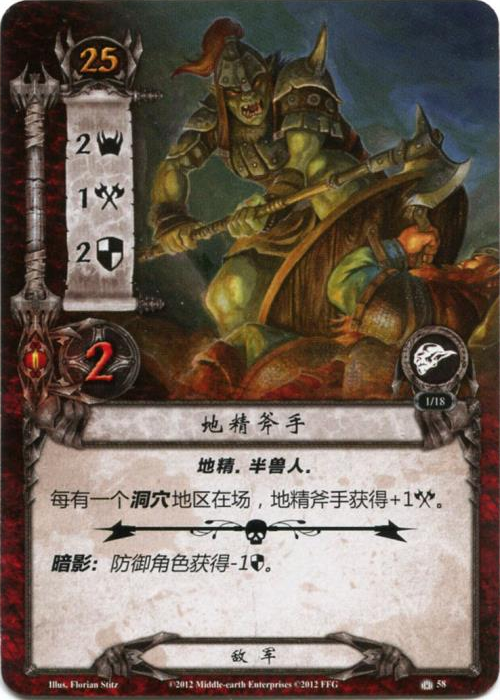 25
2
1
2
2
1/18
地精斧手
地精. 半兽人.
每有一个洞穴地区在场，地精斧手获得+1。
暗影: 防御角色获得-1。
敌军
Illus. Florian Stitz ©2012 Middle-earth Enterprises ©2012 FFG 58